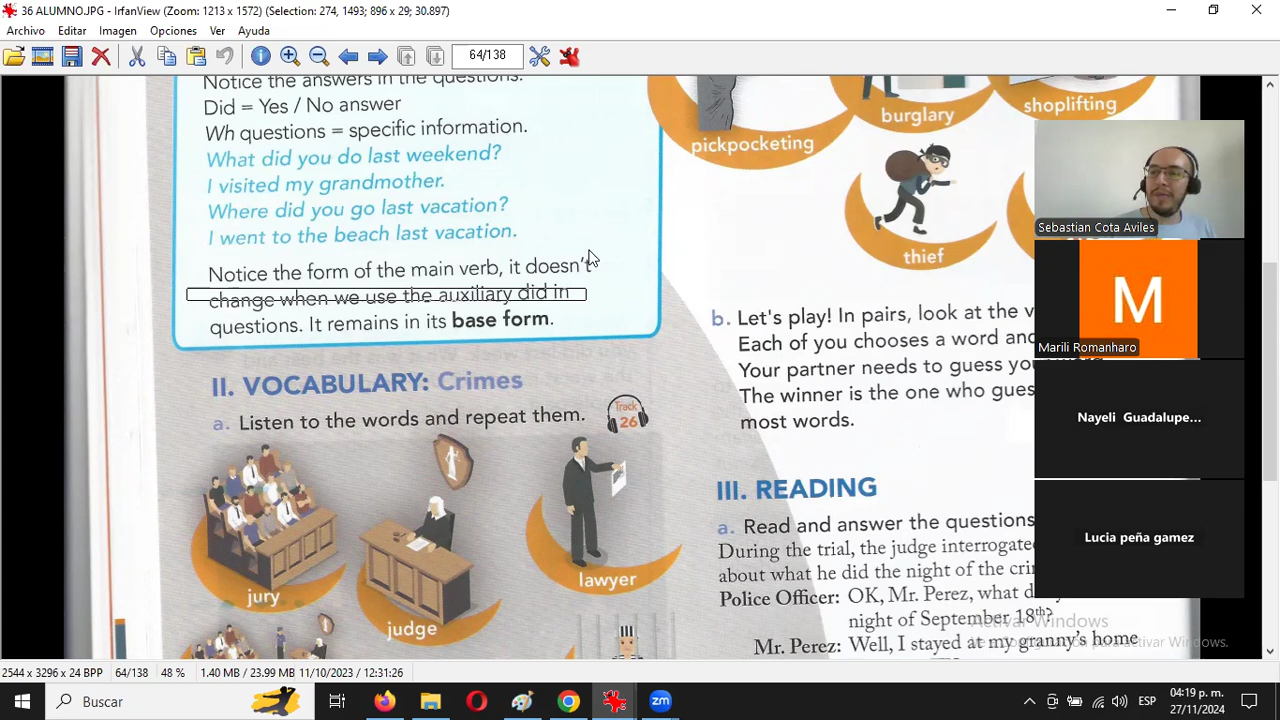 36 ALUMNO.JPG - IrfanView (Zoom: 1213 x 1572) (Selection: 274, 1493; 896 x 29; 30.897)
Archivo Editar Imagen Opciones Ver Ayuda
64/138
Notice the answers in the questions.
Did = Yes / No answer
Wh questions = specific information.
What did you do last weekend?
I visited my grandmother.
Where did you go last vacation?
I went to the beach last vacation.
Notice the form of the main verb, it doesn't
change when we use the auxiliary did in
questions. It remains in its base form.
II. VOCABULARY: Crimes
a. Listen to the words and repeat them.
Track
26
jury
judge
lawyer
pickpocketing
burglary
shoplifting
thief
b. Let's play! In pairs, look at the
Each of you chooses a word and
Your partner needs to guess
The winner is the one who
most words.
III. READING
a. Read and answer the questions
During the trial, the judge
about what he did the night of the
Police Officer: OK, Mr. Perez, what
night of September 18th?
Mr. Perez: Well, I stayed at my granny's home
Sebastian Cota Aviles
M
Marili Romanharo
Nayeli Guadalupe...
Lucia peña gamez
Activar Windows
para activar Windows.
2544 x 3296 x 24 BPP 64/138 48 % 1.40 MB / 23.99 MB 11/10/2023 / 12:31:26
Buscar
zm
ESP
04:19 p. m.
27/11/2024